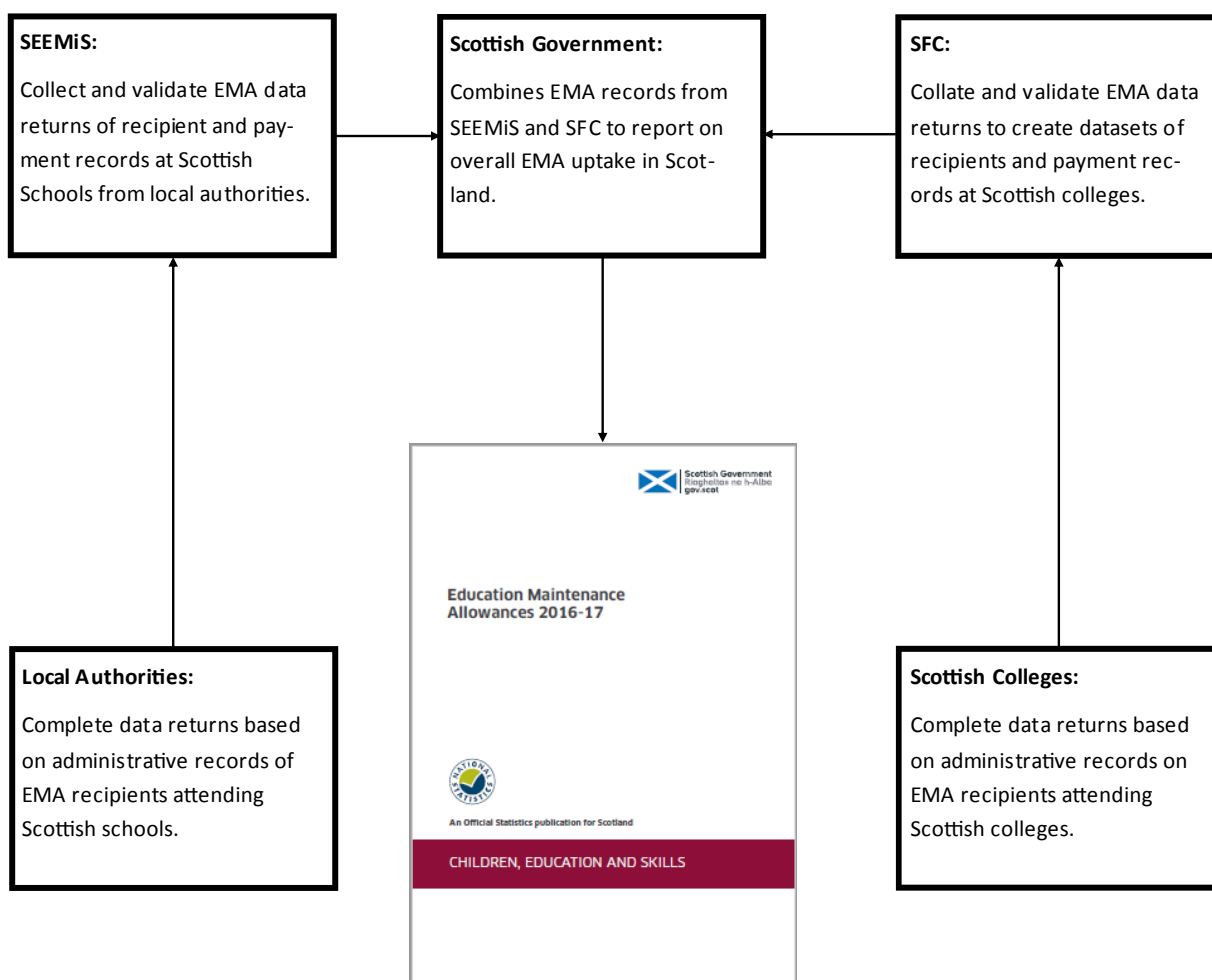 SEEMiS:
Collect and validate EMA data
returns of recipient and pay-
ment records at Scottish
Schools from local authorities.
Scottish Government:
Combines EMA records from
SEEMiS and SFC to report on
overall EMA uptake in Scot-
land.
SFC:
Collate and validate EMA data
returns to create datasets of
recipients and payment rec-
ords at Scottish colleges.
Scottish Government
Riaghaltas na h-Alba
gov.scot
Education Maintenance
Allowances 2016-17
NATIONAL
STATISTICS
An Official Statistics publication for Scotland
CHILDREN, EDUCATION AND SKILLS
Local Authorities:
Complete data returns based
on administrative records of
EMA recipients attending
Scottish schools.
Scottish Colleges:
Complete data returns based
on administrative records on
EMA recipients attending
Scottish colleges.